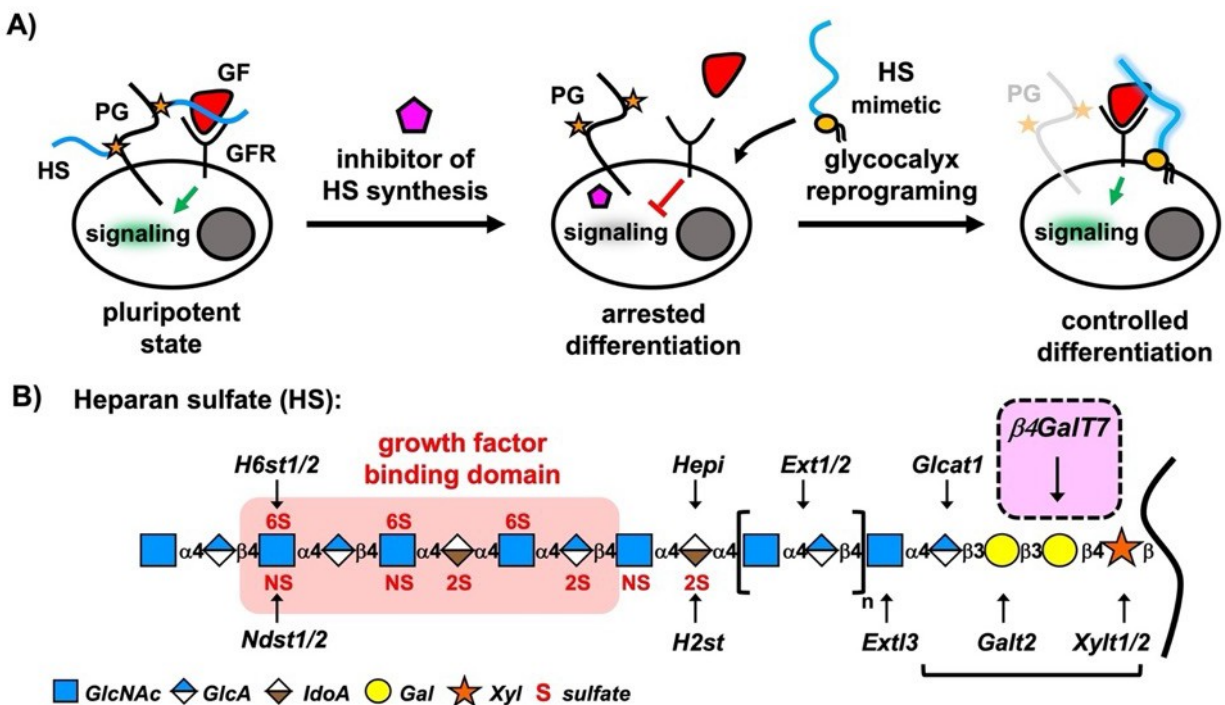 A)
GF
PG
HS
GFR
signaling
pluripotent
state
inhibitor of
HS synthesis
PG
signaling
arrested
differentiation
HS
mimetic
glycocalyx
reprograming
PG
signaling
controlled
differentiation
B) Heparan sulfate (HS):
growth factor
binding domain
β4GalT7
H6st1/2 Hepi Ext1/2 Glcat1
6S 6S 6S
α4 β4 α4 β4 α4 α4 α4 β4 α4 α4 α4 β4 α4 β3 β3 β4 β
NS NS 2S 2S NS 2S n
Ndst1/2 H2st Extl3 Galt2 Xylt1/2
GlcNAc GlcA IdoA Gal Xyl S sulfate